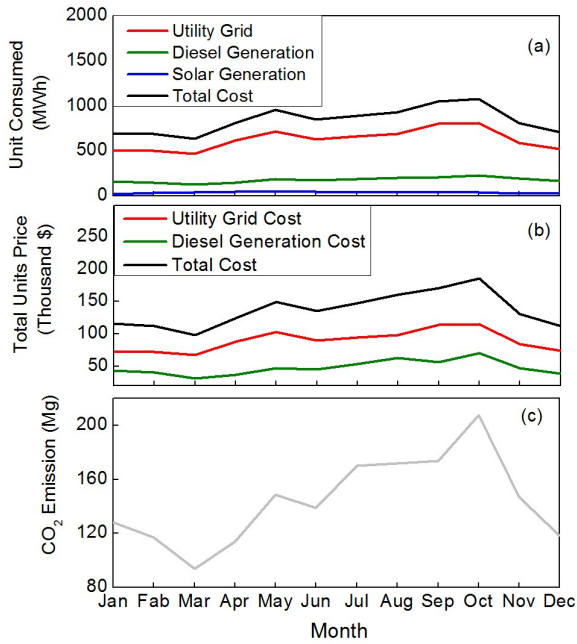 2000
1500
1000
500
0
Unit Consumed
(MWh)
Utility Grid
Diesel Generation
Solar Generation
Total Cost
(a)
250
200
150
100
50
Total Units Price
(Thousand $)
Utility Grid Cost
Diesel Generation Cost
Total Cost
(b)
200
160
120
80
CO2 Emission (Mg)
(c)
Jan Fab Mar Apr May Jun Jul Aug Sep Oct Nov Dec
Month